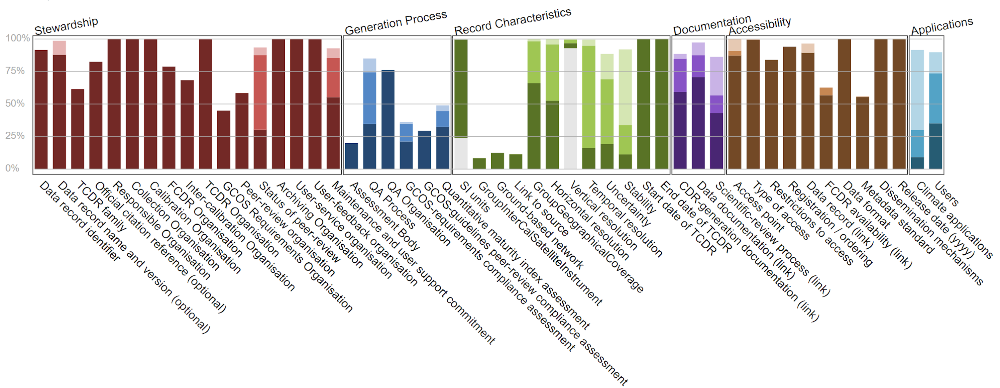 Stewardship
Generation Process
Record Characteristics
Documentation
Accessibility
Applications
100%
75%
50%
25%
0%
Data record identifier
Data record name and version (optional)
TCDR family
Official citation reference (optional)
Responsible Organisation
Collection Organisation
Calibration Organisation
FCDR Organisation
Inter-calibration Organisation
TCDR Organisation
GCOS Requirements Organisation
Peer-review organisation
Status of peer-review
Archiving Organisation
User-service organisation
User-feedback organisation
Maintenance and user support commitment
Assessment Body
QA Process
QA Organisation
GCOS-requirements compliance assessment
GCOS-guidelines peer-review compliance assessment
Quantitative maturity index assessment
SI units
GroupInterCalSatelliteInstrument
Ground-based network
Link to source
GroupGeographicalCoverage
Horizontal resolution
Vertical resolution
Temporal resolution
Uncertainty
Stability
Start date of TCDR
End date of TCDR
CDR-generation documentation (link)
Data documentation (link)
Scientific-review process (link)
Access point
Type of access
Restrictions to access
Registration / ordering
Data record (link)
FCDR availability (link)
Data format
Metadata standard
Dissemination mechanisms
Release date (yyyy)
Climate applications
Users